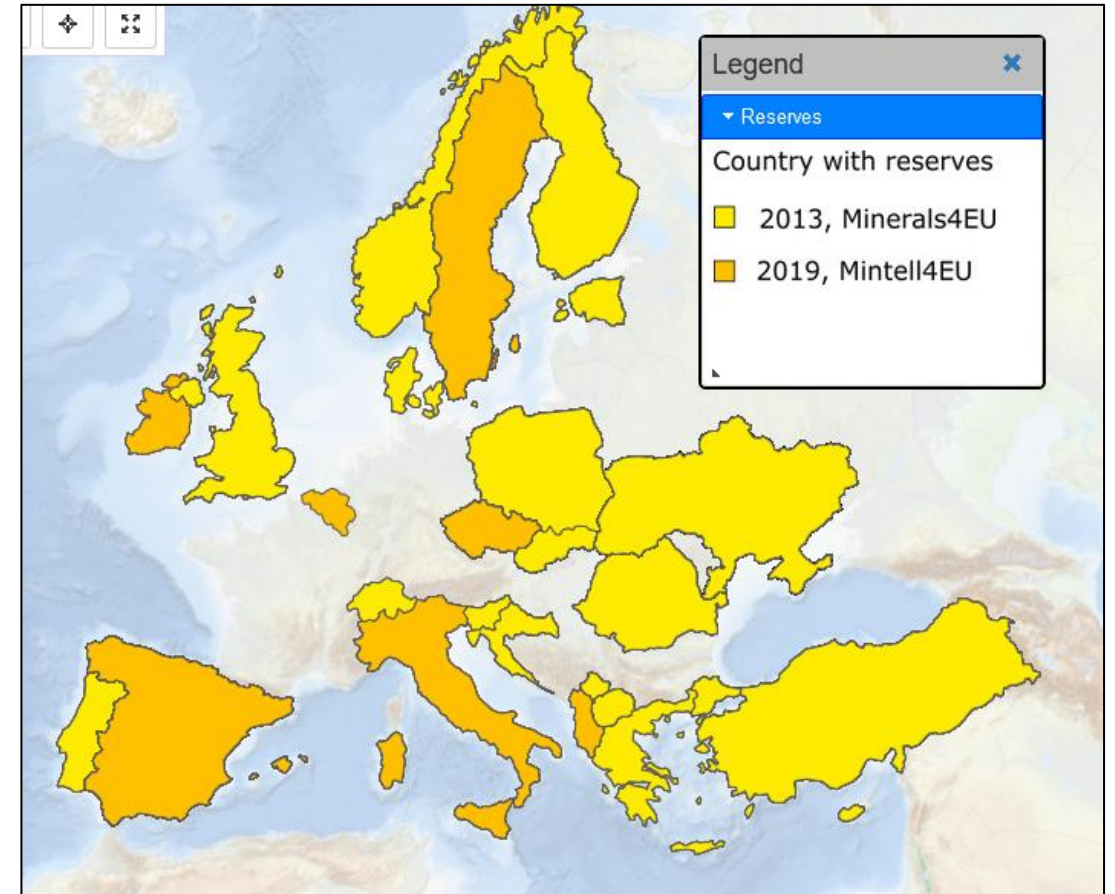 Legend
Reserves
Country with reserves
2013, Minerals4EU
2019, Mintell4EU